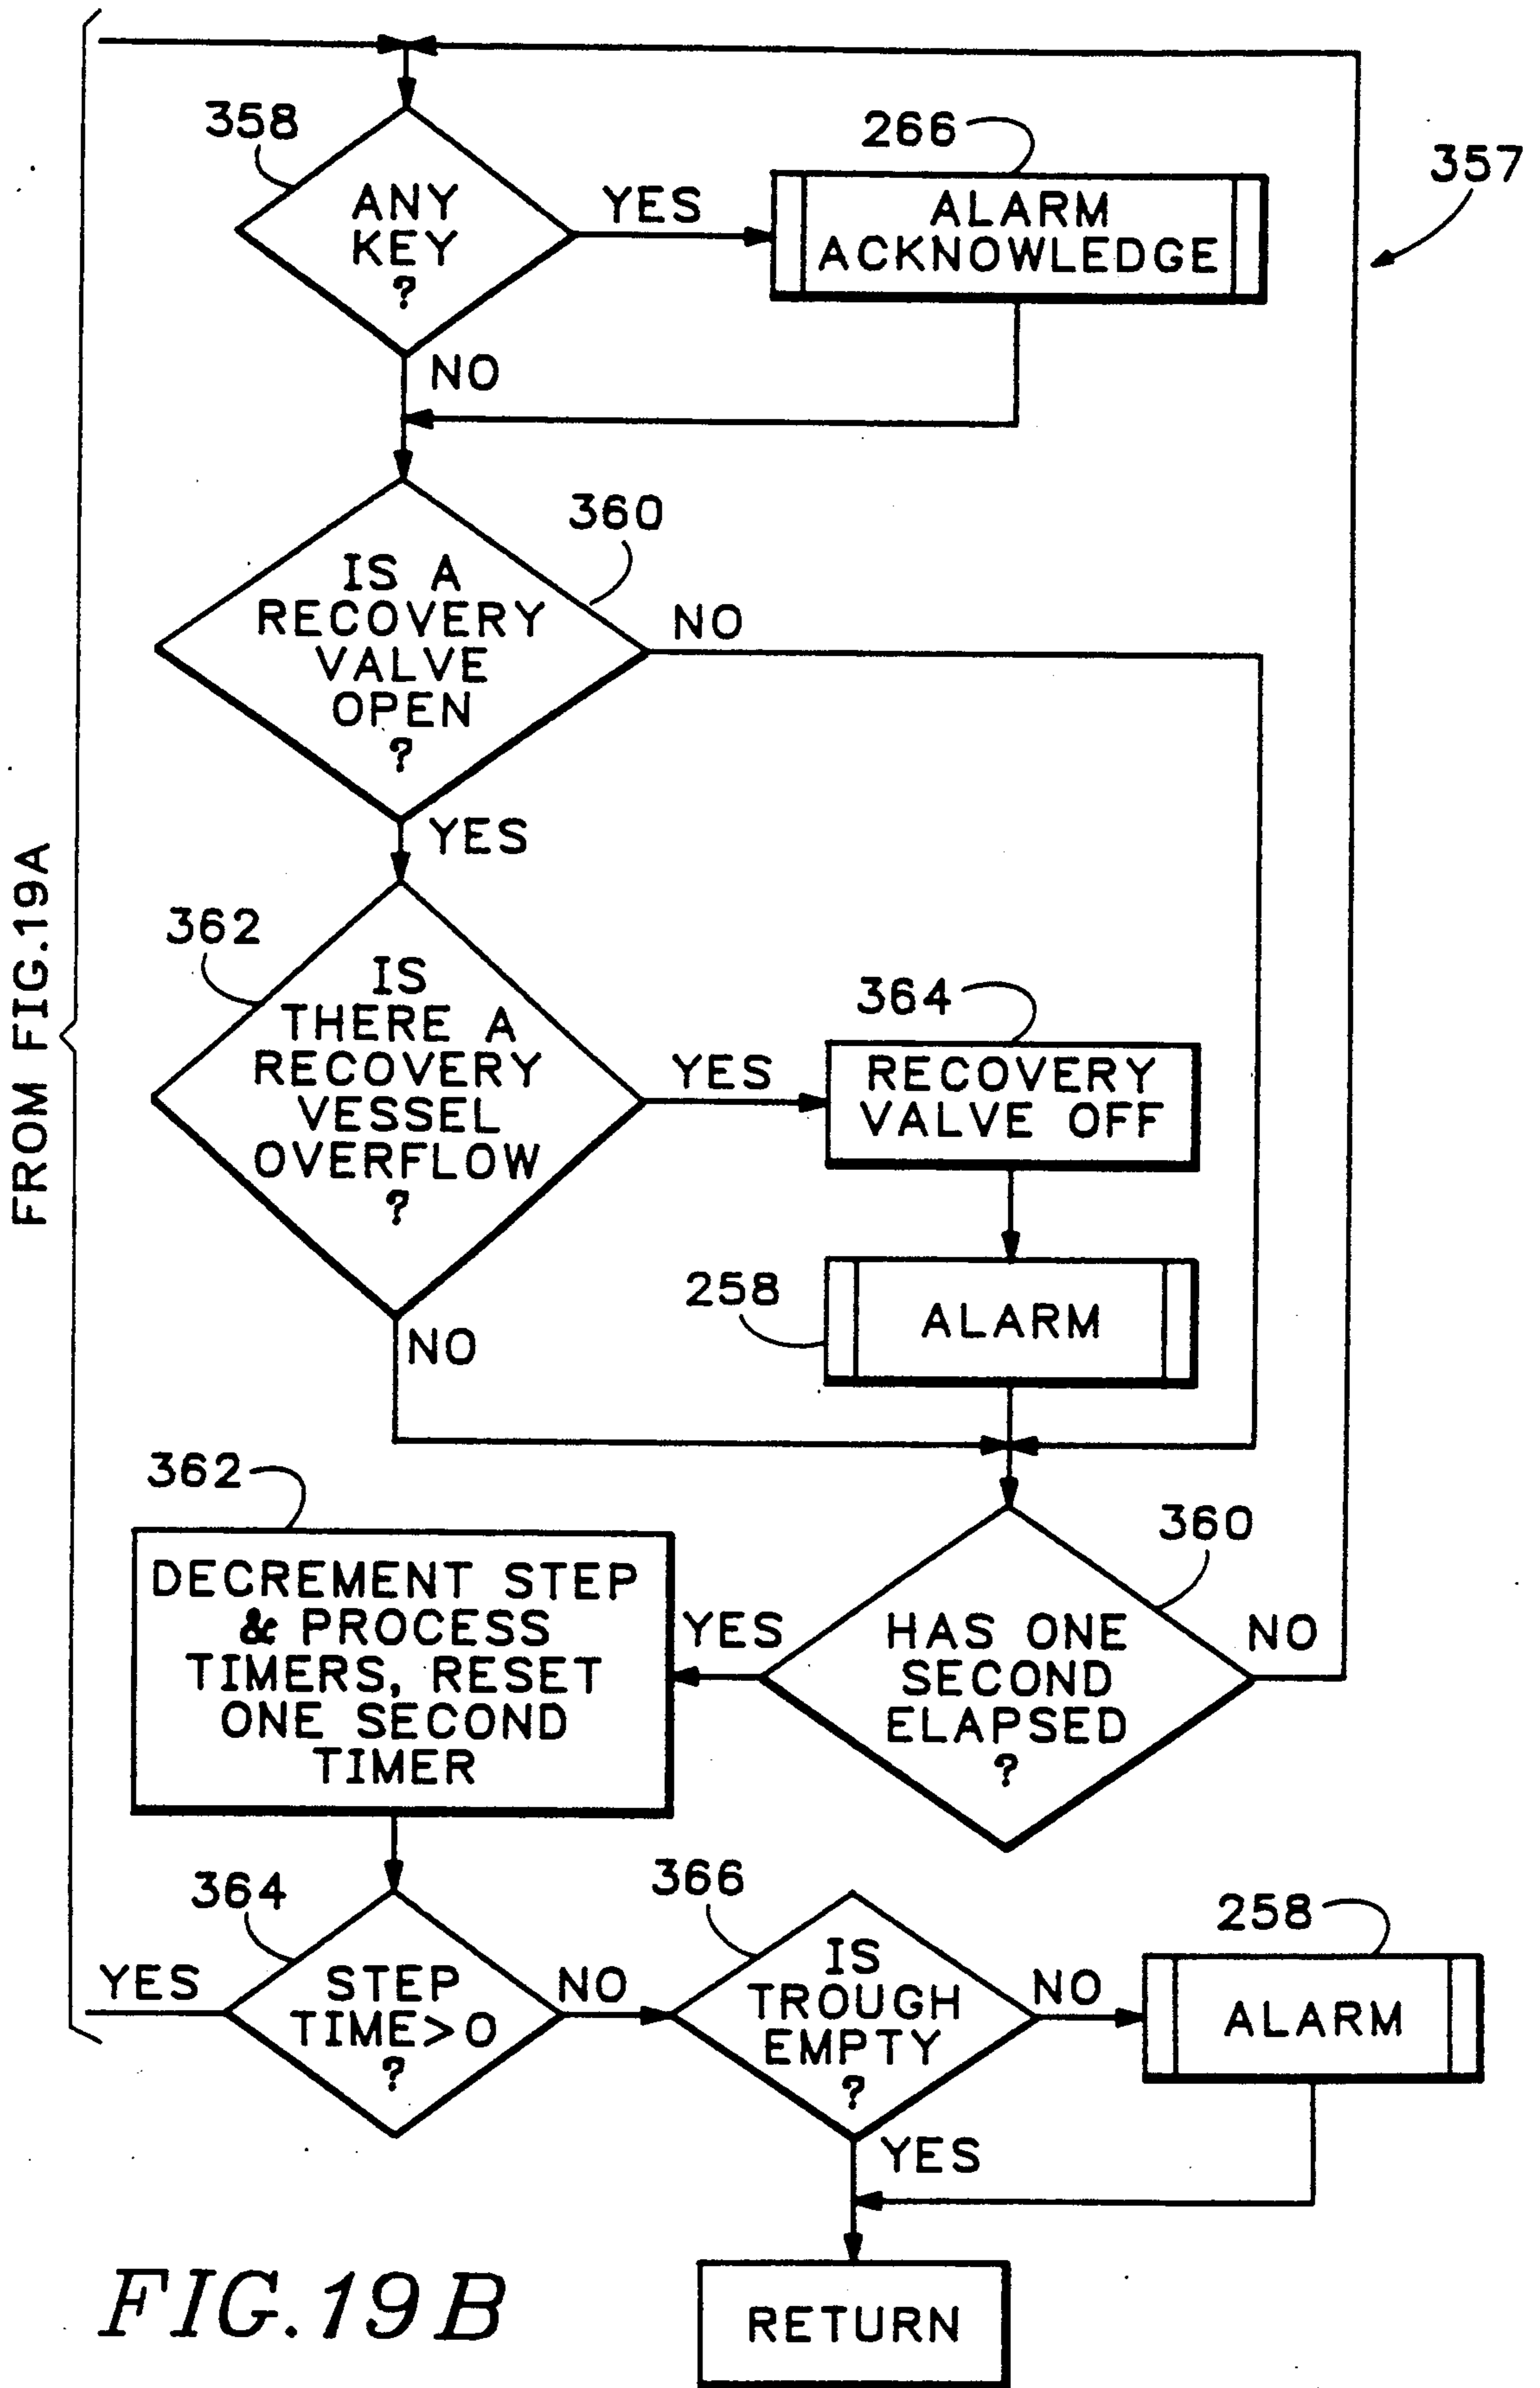 358
ANY
KEY
?
YES
266
ALARM
ACKNOWLEDGE
357
NO
360
IS A
RECOVERY
VALVE
OPEN
?
NO
YES
FROM FIG.19A
362
IS
THERE A
RECOVERY
VESSEL
OVERFLOW
?
YES
364
RECOVERY
VALVE OFF
258
ALARM
NO
362
DECREMENT STEP
& PROCESS
TIMERS, RESET
ONE SECOND
TIMER
YES
360
HAS ONE
SECOND
ELAPSED
?
NO
364
YES
STEP
TIME>0
?
NO
366
IS
TROUGH
EMPTY
?
NO
258
ALARM
YES
RETURN
FIG.19B